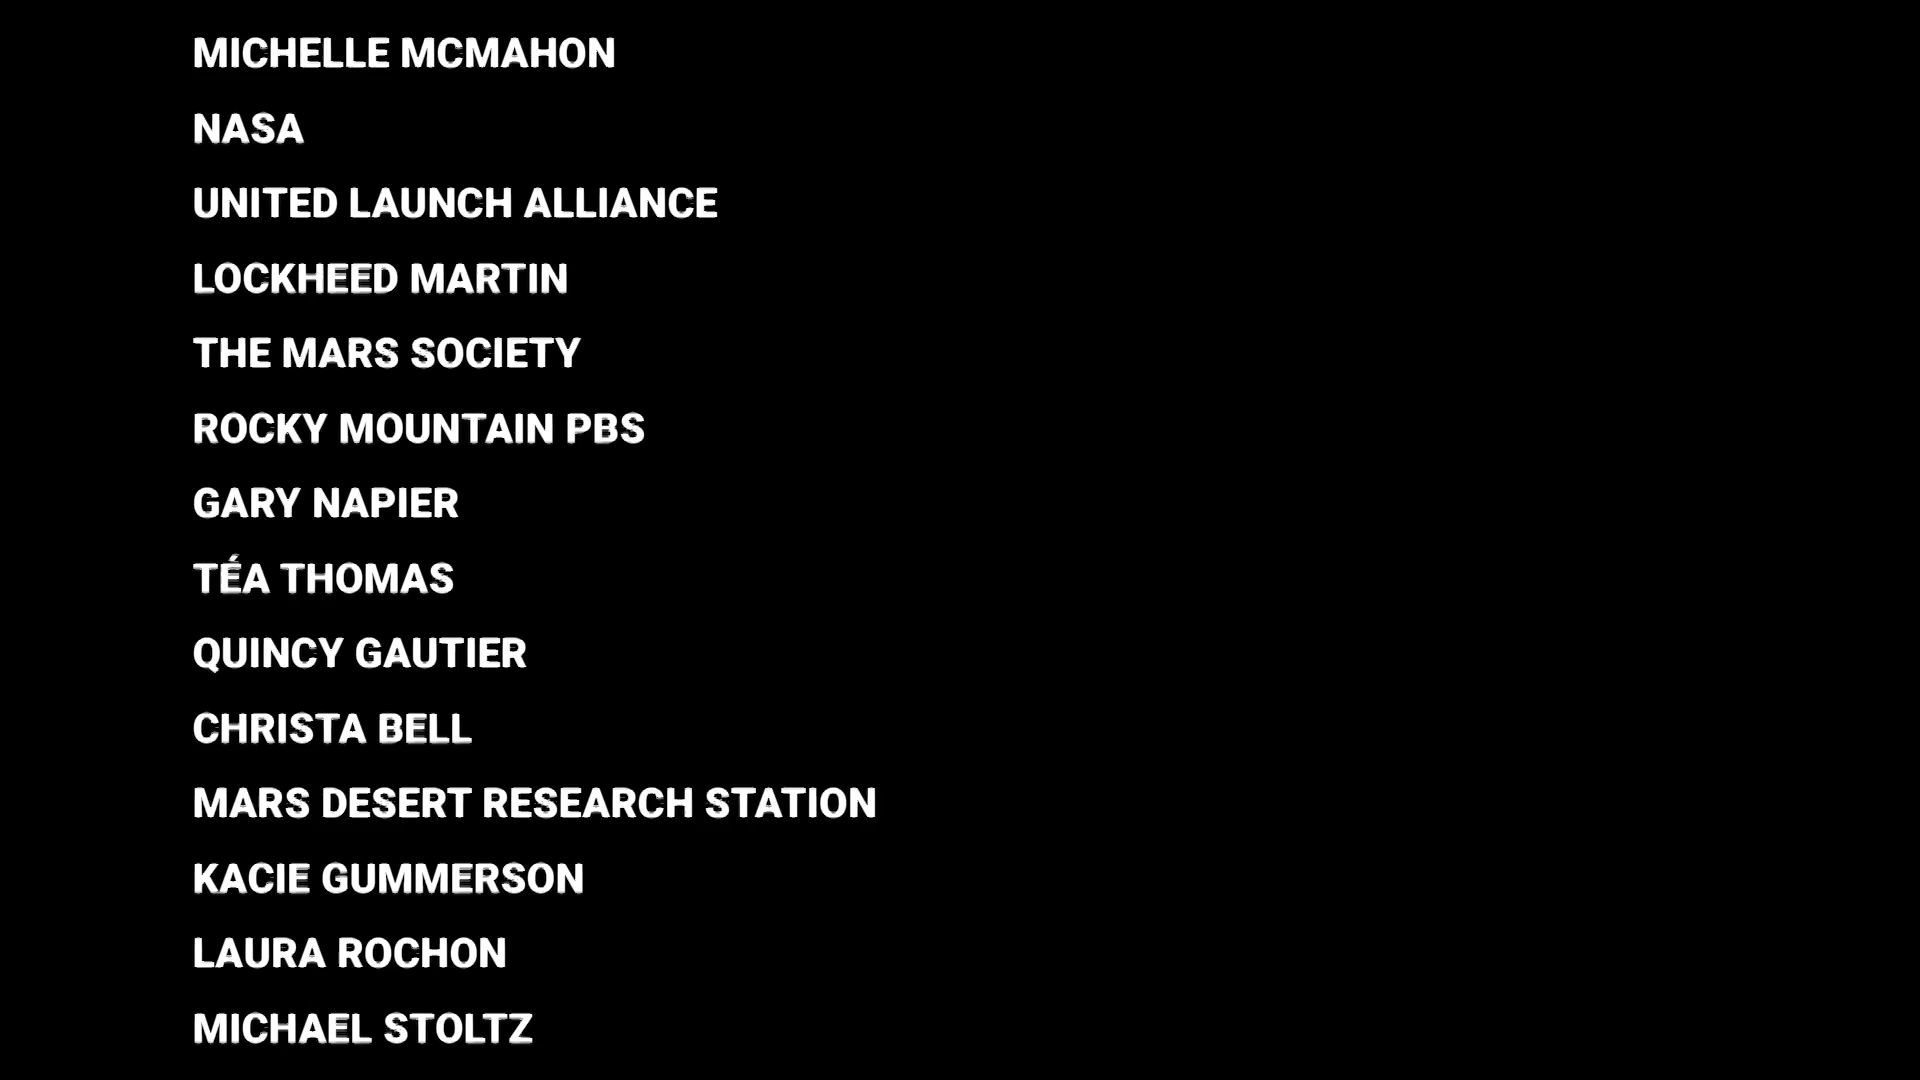 MICHELLE MCMAHON
NASA
UNITED LAUNCH ALLIANCE
LOCKHEED MARTIN
THE MARS SOCIETY
ROCKY MOUNTAIN PBS
GARY NAPIER
TÉA THOMAS
QUINCY GAUTIER
CHRISTA BELL
MARS DESERT RESEARCH STATION
KACIE GUMMERSON
LAURA ROCHON
MICHAEL STOLTZ